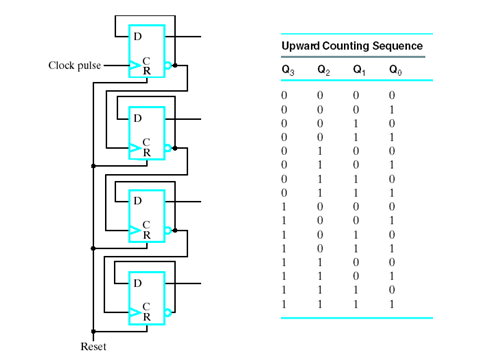 D
C
R
Clock pulse
D
C
R
D
C
R
D
C
R
Reset
Upward Counting Sequence
Q3 Q2 Q1 Q0
0 0 0 0
0 0 0 1
0 0 1 0
0 0 1 1
0 1 0 0
0 1 0 1
0 1 1 0
0 1 1 1
1 0 0 0
1 0 0 1
1 0 1 0
1 0 1 1
1 1 0 0
1 1 0 1
1 1 1 0
1 1 1 1